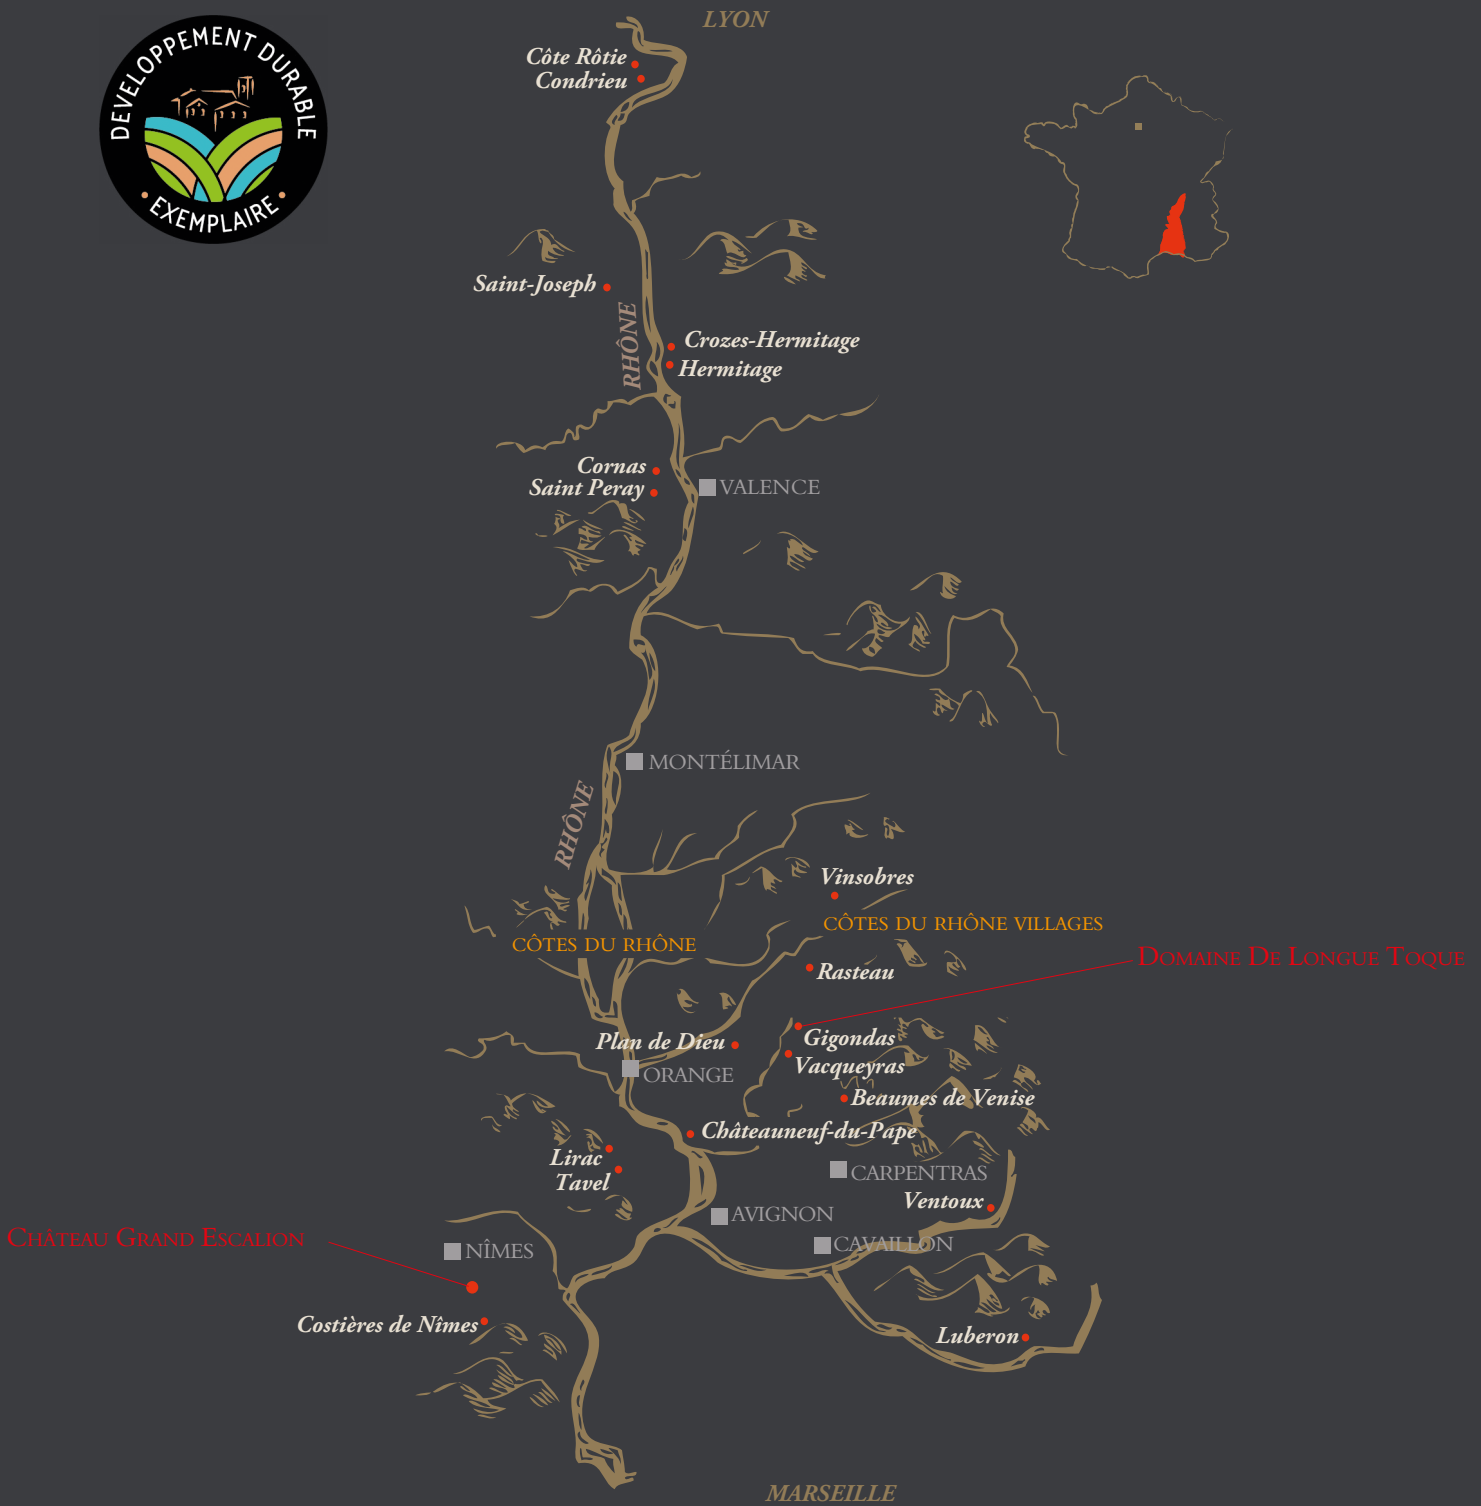 LYON
DEVELOPPEMENT DURABLE
• EXEMPLAIRE •
Côte Rôtie
Condrieu
Saint-Joseph
RHÔNE
Crozes-Hermitage
Hermitage
Cornas
Saint Peray
VALENCE
MONTÉLIMAR
RHÔNE
Vinsobres
CÔTES DU RHÔNE VILLAGES
CÔTES DU RHÔNE
DOMAINE DE LONGUE TOQUE
Rasteau
Gigondas
Plan de Dieu
Vacqueyras
ORANGE
Beaumes de Venise
Châteauneuf-du-Pape
Lirac
Tavel
CARPENTRAS
Ventoux
AVIGNON
CHÂTEAU GRAND ESCALION
NÎMES
CAVAILLON
Costières de Nîmes
Luberon
MARSEILLE